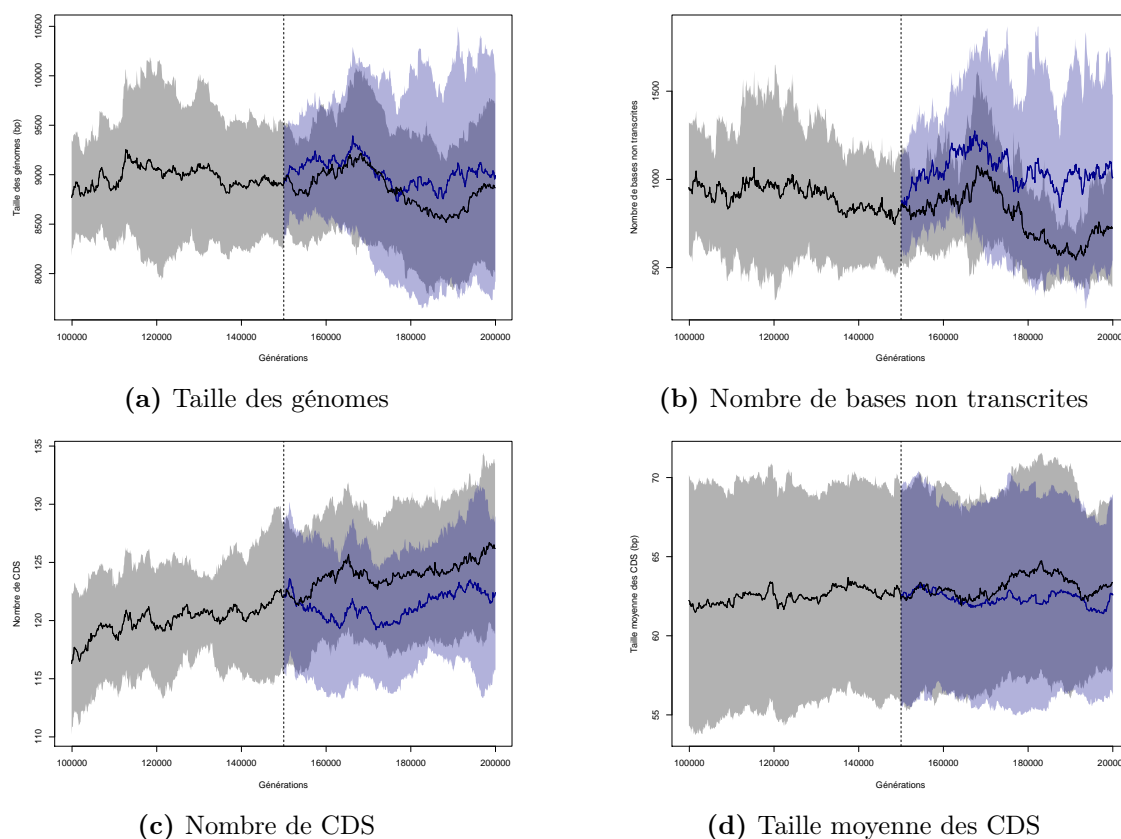 10500
10000
9500
9000
8500
8000
Taille des génomes (bp)
100000 120000 140000 160000 180000 200000
Générations
1500
1000
500
Nombre de bases non transcrites
100000 120000 140000 160000 180000 200000
Générations
(a) Taille des génomes
(b) Nombre de bases non transcrites
135
130
125
120
115
110
Nombre de CDS
100000 120000 140000 160000 180000 200000
Générations
70
65
60
55
Taille moyenne des CDS (bp)
100000 120000 140000 160000 180000 200000
Générations
(c) Nombre de CDS
(d) Taille moyenne des CDS